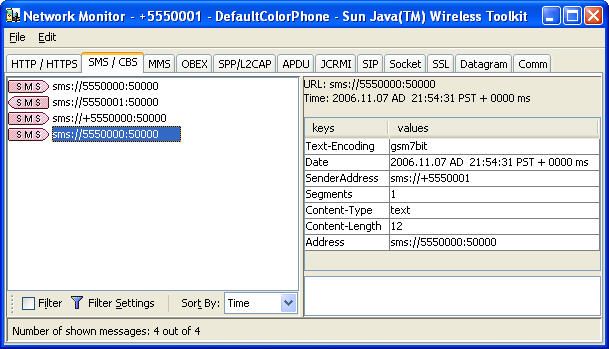 Network Monitor - +5550001 - DefaultColorPhone - Sun Java(TM) Wireless Toolkit
File Edit
HTTP / HTTPS SMS / CBS MMS OBEX SPP/L2CAP APDU JCRMI SIP Socket SSL Datagram Comm
SMS sms://5550000:50000
SMS sms://5550001:50000
SMS sms://+5550000:50000
SMS sms://5550000:50000
URL: sms://5550000:50000
Time: 2006.11.07 AD 21:54:31 PST + 0000 ms
keys values
Text-Encoding gsm7bit
Date 2006.11.07 AD 21:54:31 PST + 0000 ms
SenderAddress sms://+5550001
Segments 1
Content-Type text
Content-Length 12
Address sms://5550000:50000
Filter Filter Settings Sort By: Time
Number of shown messages: 4 out of 4